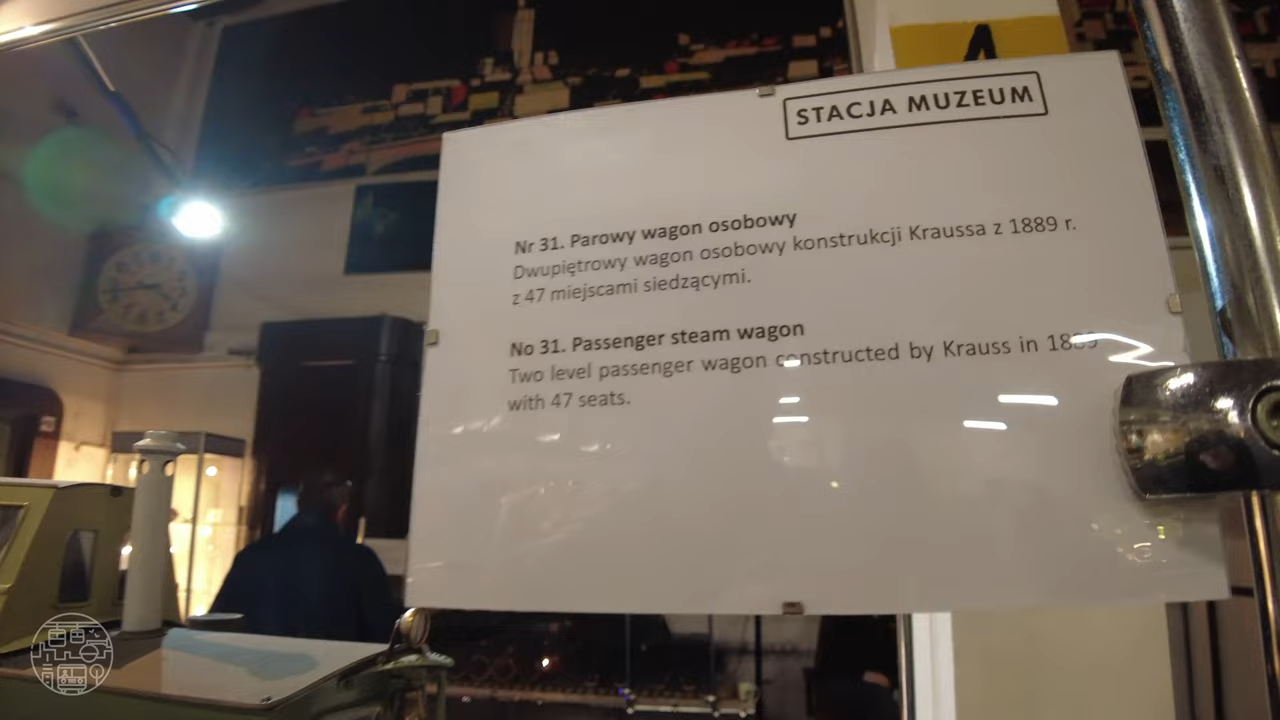 STACJA MUZEUM
Nr 31. Parowy wagon osobowy
Dwupiętrowy wagon osobowy konstrukcji Kraussa z 1889 r.
z 47 miejscami siedzącymi.
No 31. Passenger steam wagon
Two level passenger wagon constructed by Krauss in 1889
with 47 seats.